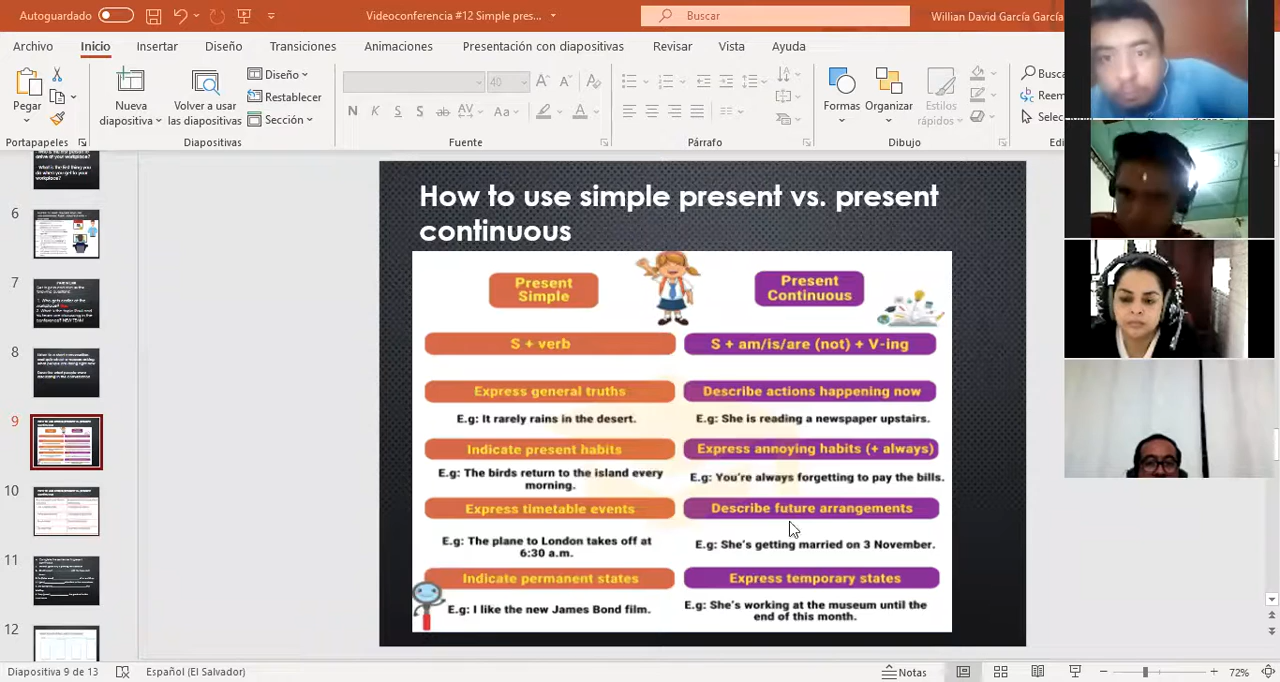 Autoguardado
Videoconferencia #12 Simple pres...
Buscar
Willian David García García
Archivo
Inicio
Insertar
Diseño
Transiciones
Animaciones
Presentación con diapositivas
Revisar
Vista
Ayuda
Pegar
Nueva
diapositiva
Volver a usar
las diapositivas
Diseño
Restablecer
Sección
40
N K S S ab AV Aa A
Formas
Organizar
Estilos
rápidos
Portapapeles
Diapositivas
Fuente
Párrafo
Dibujo
6
7
8
9
10
11
12
How to use simple present vs. present
continuous
Present
Simple
Present
Continuous
S + verb
S + am/is/are (not) + V-ing
Express general truths
Describe actions happening now
E.g: It rarely rains in the desert.
E.g: She is reading a newspaper upstairs.
Indicate present habits
Express annoying habits (+ always)
E.g: The birds return to the island every
morning.
E.g: You're always forgetting to pay the bills.
Express timetable events
Describe future arrangements
E.g: The plane to London takes off at
6:30 a.m.
E.g: She's getting married on 3 November.
Indicate permanent states
Express temporary states
E.g: I like the new James Bond film.
E.g: She's working at the museum until the
end of this month.
Diapositiva 9 de 13
Español (El Salvador)
Notas
72%